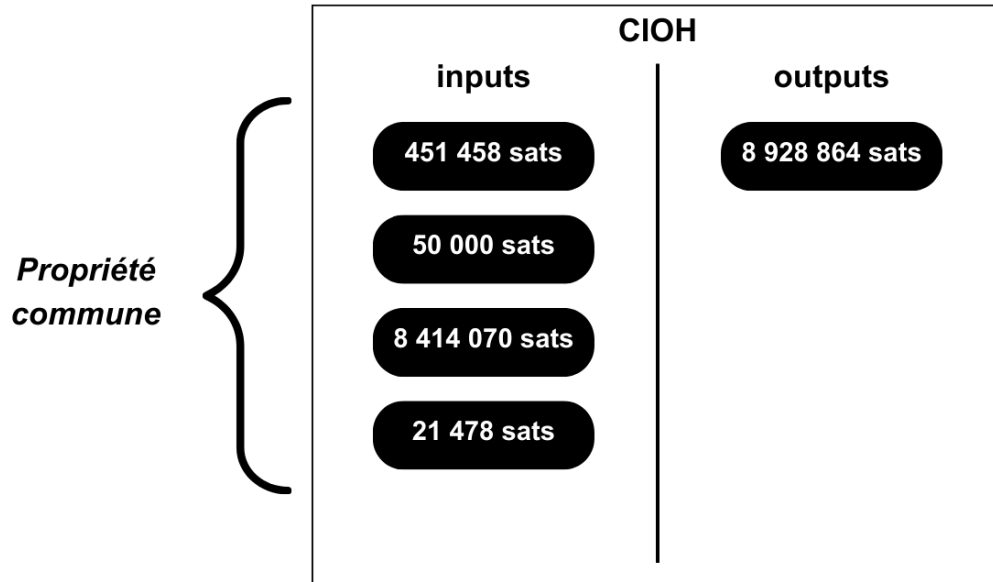 CIOH
inputs
outputs
451 458 sats
8 928 864 sats
50 000 sats
Propriété
commune
8 414 070 sats
21 478 sats